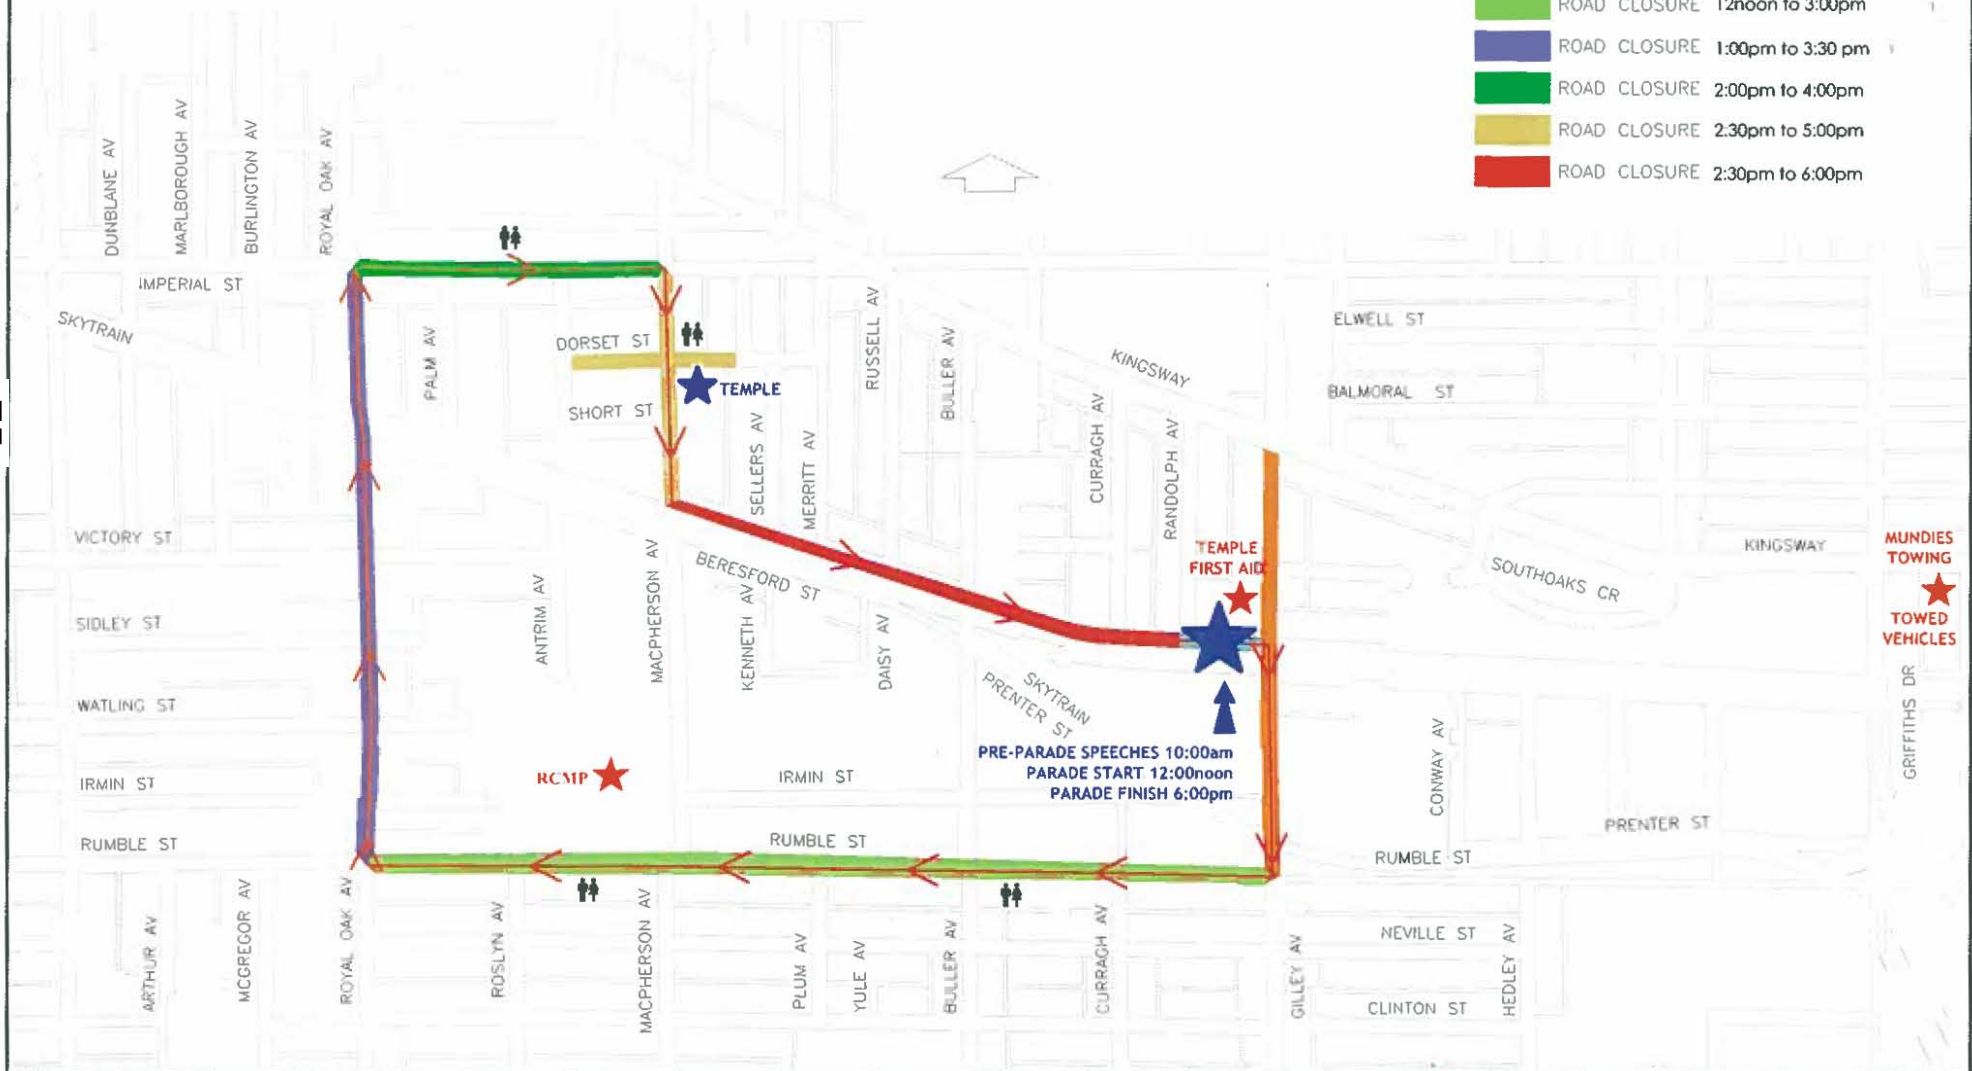 ROAD CLOSURE 12noon to 3:00pm
ROAD CLOSURE 1:00pm to 3:30 pm
ROAD CLOSURE 2:00pm to 4:00pm
ROAD CLOSURE 2:30pm to 5:00pm
ROAD CLOSURE 2:30pm to 6:00pm
DUNBLANE AV
MARLBOROUGH AV
BURLINGTON AV
ROYAL OAK AV
IMPERIAL ST
SKYTRAIN
PALM AV
DORSET ST
SHORT ST
TEMPLE
SELLERS AV
MERRITT AV
RUSSELL AV
BULLER AV
KINGSWAY
CURRAGH AV
RANDOLPH AV
ELWELL ST
BALMORAL ST
VICTORY ST
SIDLEY ST
WATLING ST
IRMIN ST
RUMBLE ST
ANTRIM AV
MACPHERSON AV
BERESFORD ST
KENNETH AV
DAISY AV
SKYTRAIN
PRENTER ST
TEMPLE
FIRST AID
SOUTHOAKS CR
KINGSWAY
MUNDIES
TOWING
TOWED
VEHICLES
GRIFFITHS DR
PRE-PARADE SPEECHES 10:00am
PARADE START 12:00noon
PARADE FINISH 6:00pm
RCMP
IRMIN ST
RUMBLE ST
CONWAY AV
PRENTER ST
RUMBLE ST
ARTHUR AV
MCGREGOR AV
ROYAL OAK AV
ROSLYN AV
MACPHERSON AV
PLUM AV
YULE AV
BULLER AV
CURRAGH AV
GILLEY AV
NEVILLE ST
CLINTON ST
HEDLEY AV